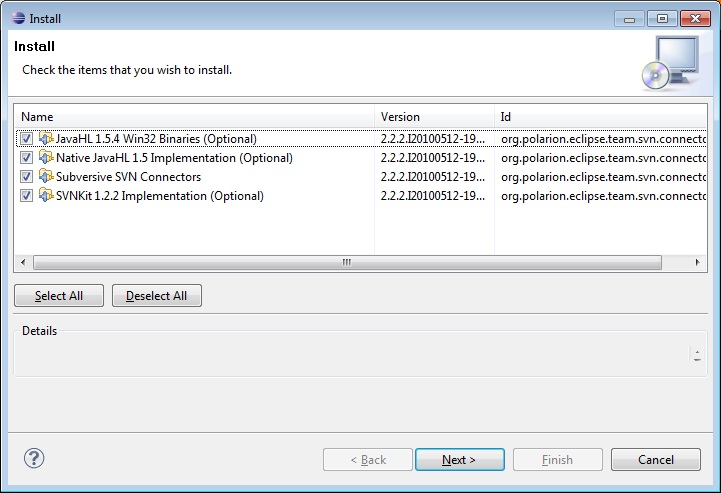 Install
Install
Check the items that you wish to install.
Name Version Id
JavaHL 1.5.4 Win32 Binaries (Optional) 2.2.2.I20100512-19... org.polarion.eclipse.team.svn.connecto
Native JavaHL 1.5 Implementation (Optional) 2.2.2.I20100512-19... org.polarion.eclipse.team.svn.connecto
Subversive SVN Connectors 2.2.2.I20100512-19... org.polarion.eclipse.team.svn.connecto
SVNKit 1.2.2 Implementation (Optional) 2.2.2.I20100512-19... org.polarion.eclipse.team.svn.connecto
Select All Deselect All
Details
? < Back Next > Finish Cancel